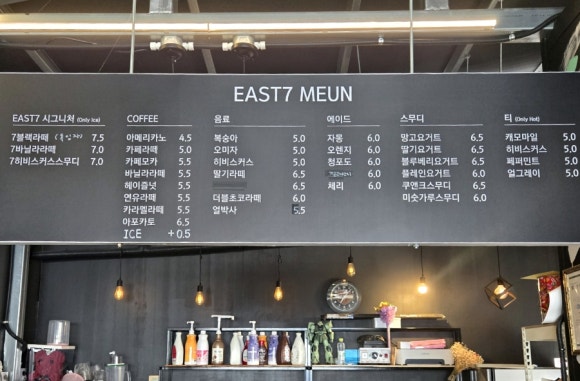 EAST7 MEUN
EAST7 시그니처 (Only Ice)
7블랙라떼 7.5
7바닐라라떼 7.0
7히비스커스스무디 7.0
COFFEE
아메리카노 4.5
카페라떼 5.0
카페모카 5.5
바닐라라떼 5.5
헤이즐넛 5.5
연유라떼 5.5
카라멜라떼 5.5
아포카토 6.5
ICE +0.5
음료
복숭아 5.0
오미자 5.0
히비스커스 5.0
딸기라떼 6.5
6.5
더블초코라떼 6.0
얼박사 5.5
에이드
자몽 6.0
오렌지 6.0
청포도 6.0
6.0
체리 6.0
스무디
망고요거트 6.5
딸기요거트 6.5
블루베리요거트 6.5
플레인요거트 6.0
쿠앤크스무디 6.5
미숫가루스무디 6.0
티 (Only Hot)
캐모마일 5.0
히비스커스 5.0
페퍼민트 5.0
얼그레이 5.0